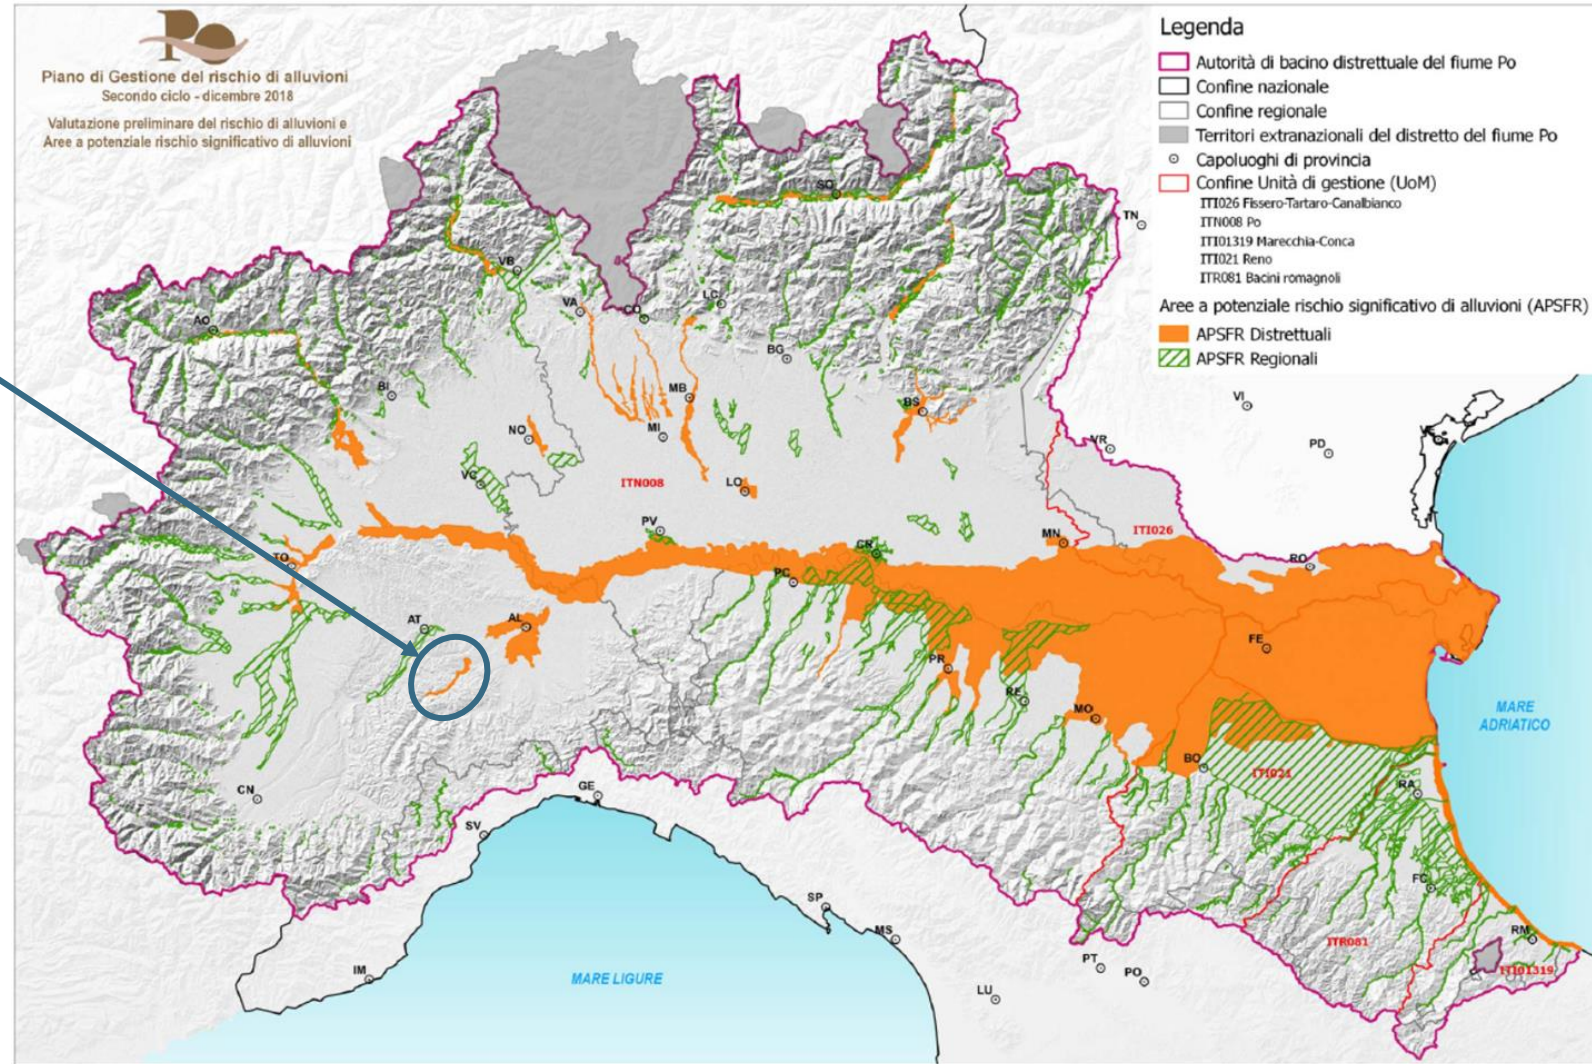 Po
Piano di Gestione del rischio di alluvioni
Secondo ciclo - dicembre 2018
Valutazione preliminare del rischio di alluvioni e
Aree a potenziale rischio significativo di alluvioni
Legenda
Autorità di bacino distrettuale del fiume Po
Confine nazionale
Confine regionale
Territori extranazionali del distretto del fiume Po
Capoluoghi di provincia
Confine Unità di gestione (UoM)
ITI026 Fissero-Tartaro-Canalbianco
ITN008 Po
ITI01319 Marecchia-Conca
ITI021 Reno
ITR081 Bacini romagnoli
Aree a potenziale rischio significativo di alluvioni (APSFR)
APSFR Distrettuali
APSFR Regionali
SO
TN
VB
VA
CO
LC
AO
BG
BI
MB
BS
VI
NO
MI
VR
PD
VE
VC
ITN008
LO
PV
MN
ITI026
TO
CR
RO
PC
AT
AL
FE
PR
RE
MO
MARE
ADRIATICO
BO
ITI021
RA
CN
GE
SV
FC
SP
MS
RM
ITR081
ITI01319
IM
MARE LIGURE
PT
PO
LU